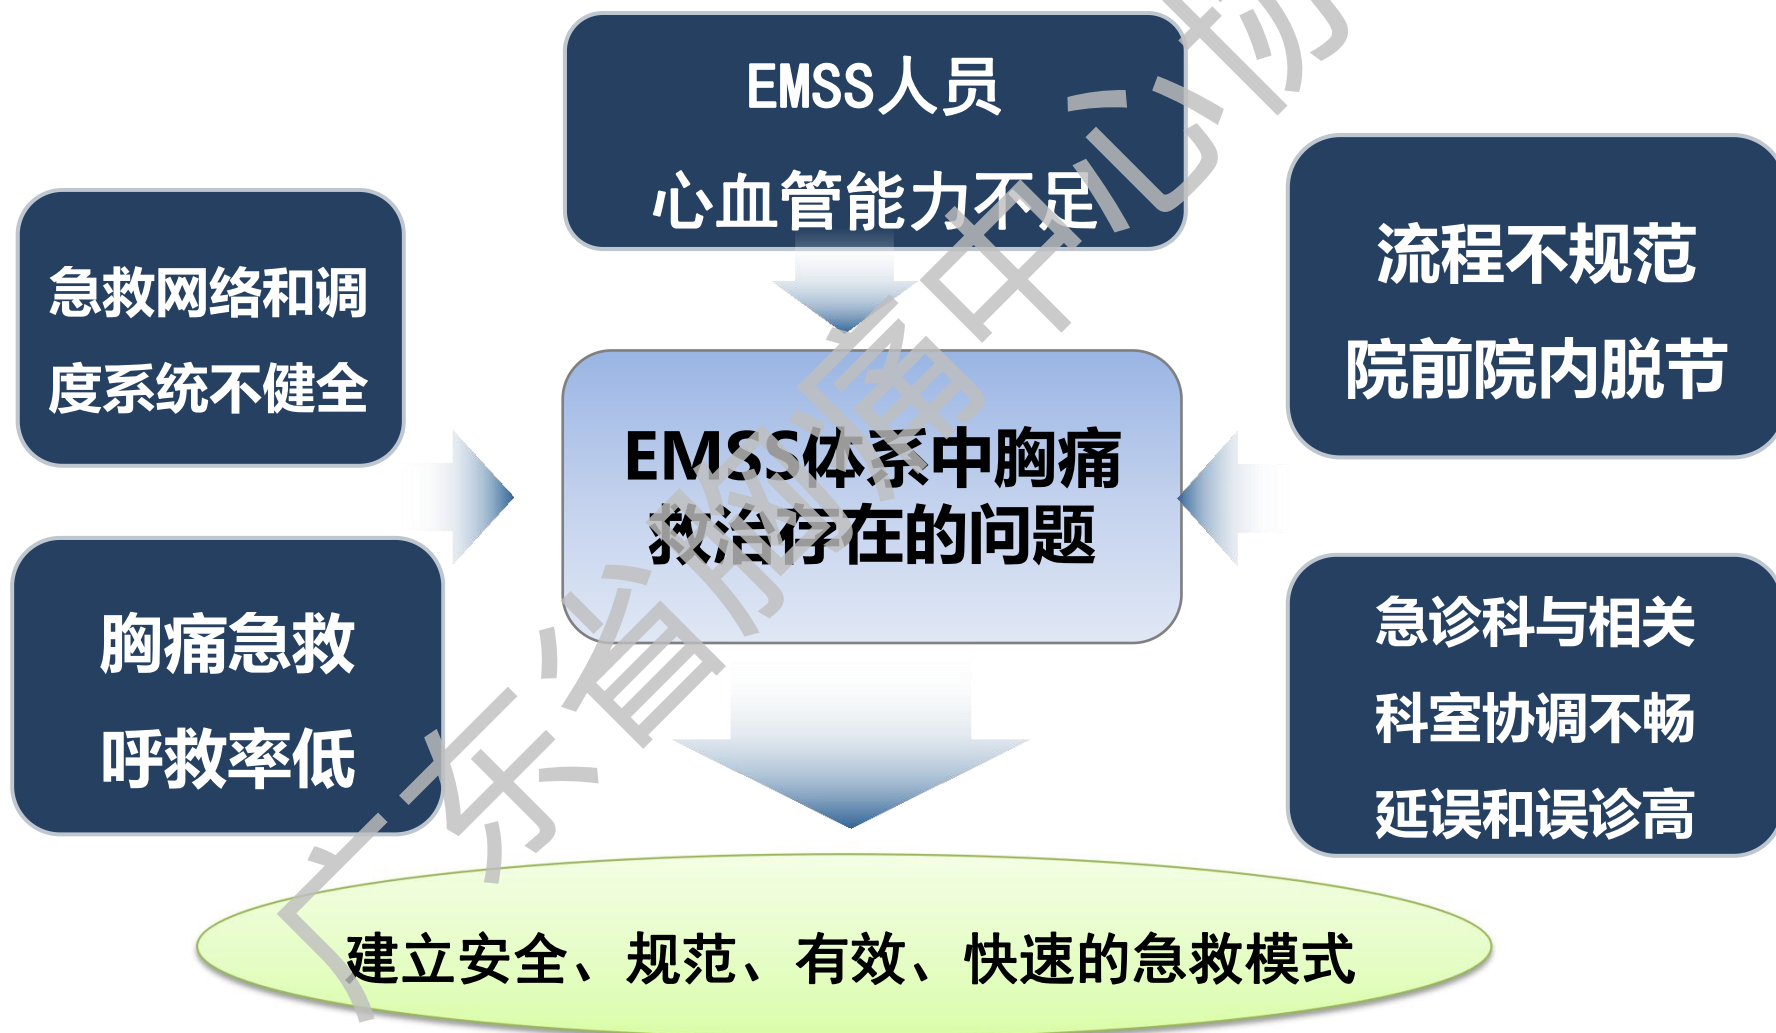 EMSS人员
心血管能力不足
急救网络和调
度系统不健全
流程不规范
院前院内脱节
EMSS体系中胸痛
救治存在的问题
胸痛急救
呼救率低
急诊科与相关
科室协调不畅
延误和误诊高
建立安全、规范、有效、快速的急救模式
广东省胸痛中心协